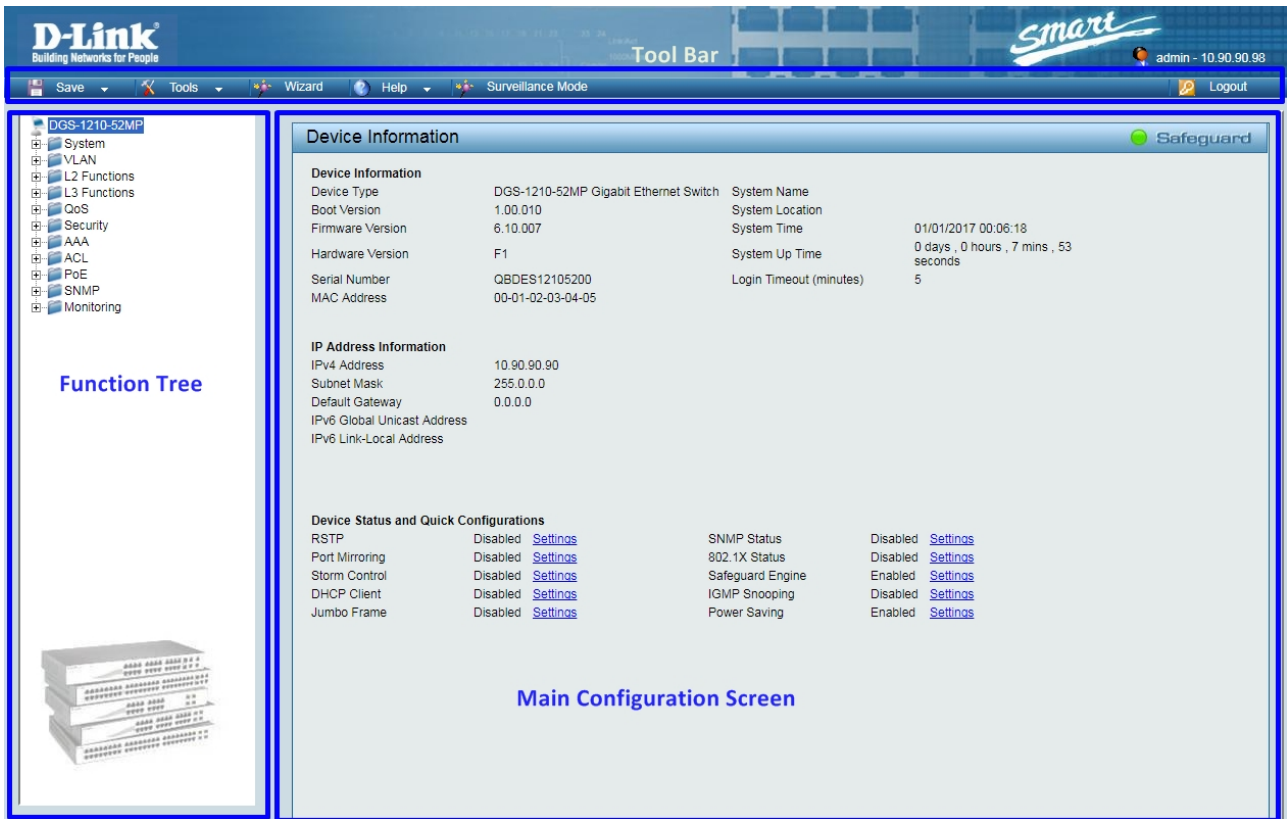 D-Link
Building Networks for People
Tool Bar
smart
admin - 10.90.90.98
Save Tools Wizard Help Surveillance Mode Logout
DGS-1210-52MP
System
VLAN
L2 Functions
L3 Functions
QoS
Security
AAA
ACL
PoE
SNMP
Monitoring
Function Tree
Device Information Safeguard
Device Information
Device Type DGS-1210-52MP Gigabit Ethernet Switch System Name
Boot Version 1.00.010 System Location
Firmware Version 6.10.007 System Time 01/01/2017 00:06:18
Hardware Version F1 System Up Time 0 days , 0 hours , 7 mins , 53 seconds
Serial Number QBDES12105200 Login Timeout (minutes) 5
MAC Address 00-01-02-03-04-05
IP Address Information
IPv4 Address 10.90.90.90
Subnet Mask 255.0.0.0
Default Gateway 0.0.0.0
IPv6 Global Unicast Address
IPv6 Link-Local Address
Device Status and Quick Configurations
RSTP Disabled Settings SNMP Status Disabled Settings
Port Mirroring Disabled Settings 802.1X Status Disabled Settings
Storm Control Disabled Settings Safeguard Engine Enabled Settings
DHCP Client Disabled Settings IGMP Snooping Disabled Settings
Jumbo Frame Disabled Settings Power Saving Enabled Settings
Main Configuration Screen